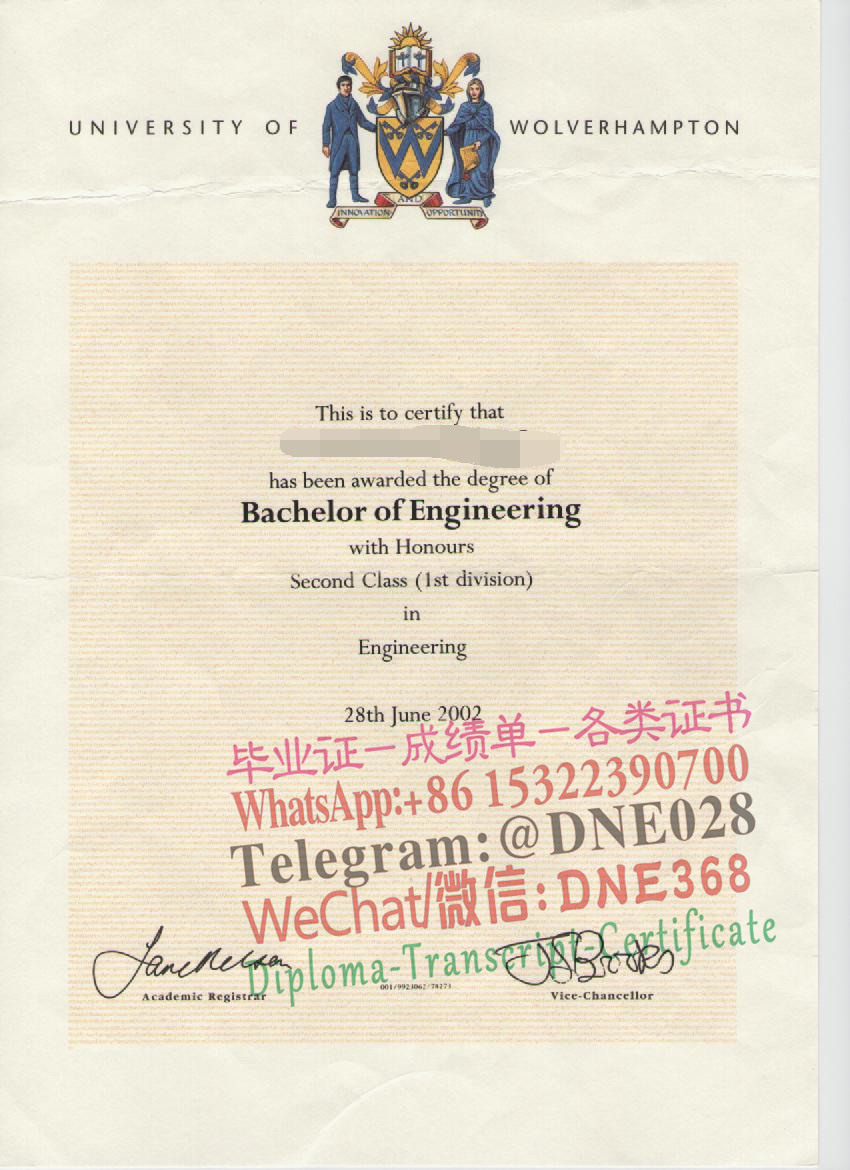 UNIVERSITY OF WOLVERHAMPTON
INNOVATION AND OPPORTUNITY
This is to certify that
has been awarded the degree of
Bachelor of Engineering
with Honours
Second Class (1st division)
in
Engineering
28th June 2002
毕业证一成绩单一各类证书
WhatsApp:+86 15322390700
Telegram:@DNE028
WeChat/微信:DNE368
Diploma-Transcript-Certificate
Academic Registrar
001/9923062/78273
Vice-Chancellor